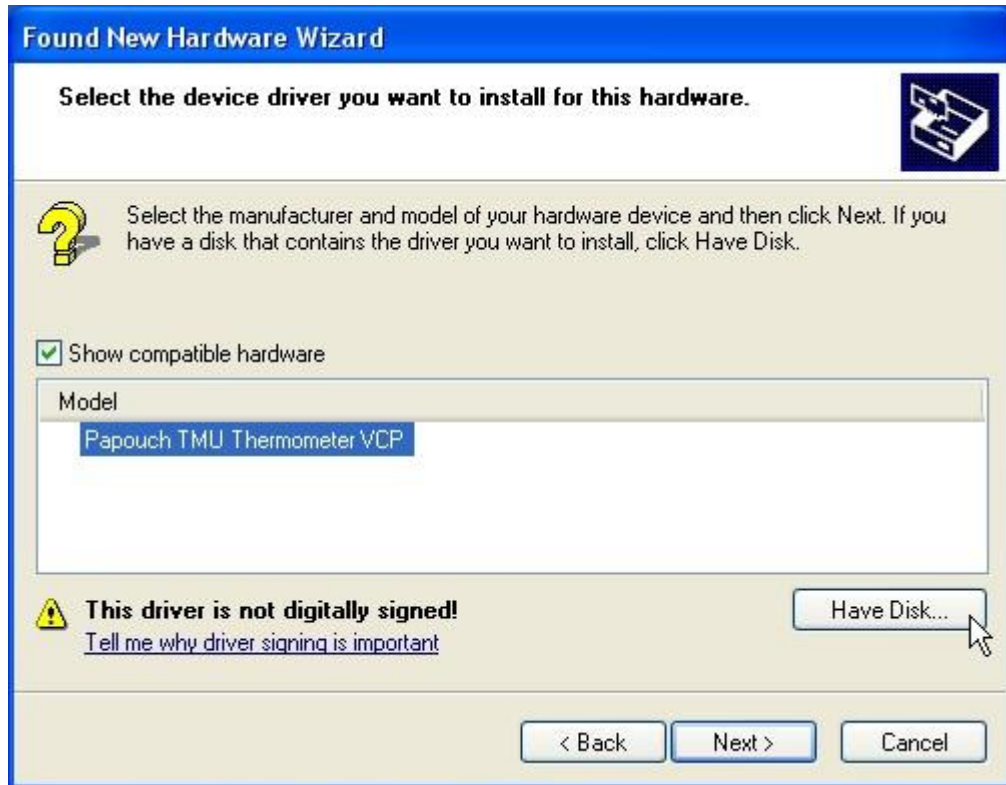 Found New Hardware Wizard
Select the device driver you want to install for this hardware.
Select the manufacturer and model of your hardware device and then click Next. If you
have a disk that contains the driver you want to install, click Have Disk.
Show compatible hardware
Model
Papouch TMU Thermometer VCP
This driver is not digitally signed!
Have Disk...
Tell me why driver signing is important
< Back
Next >
Cancel